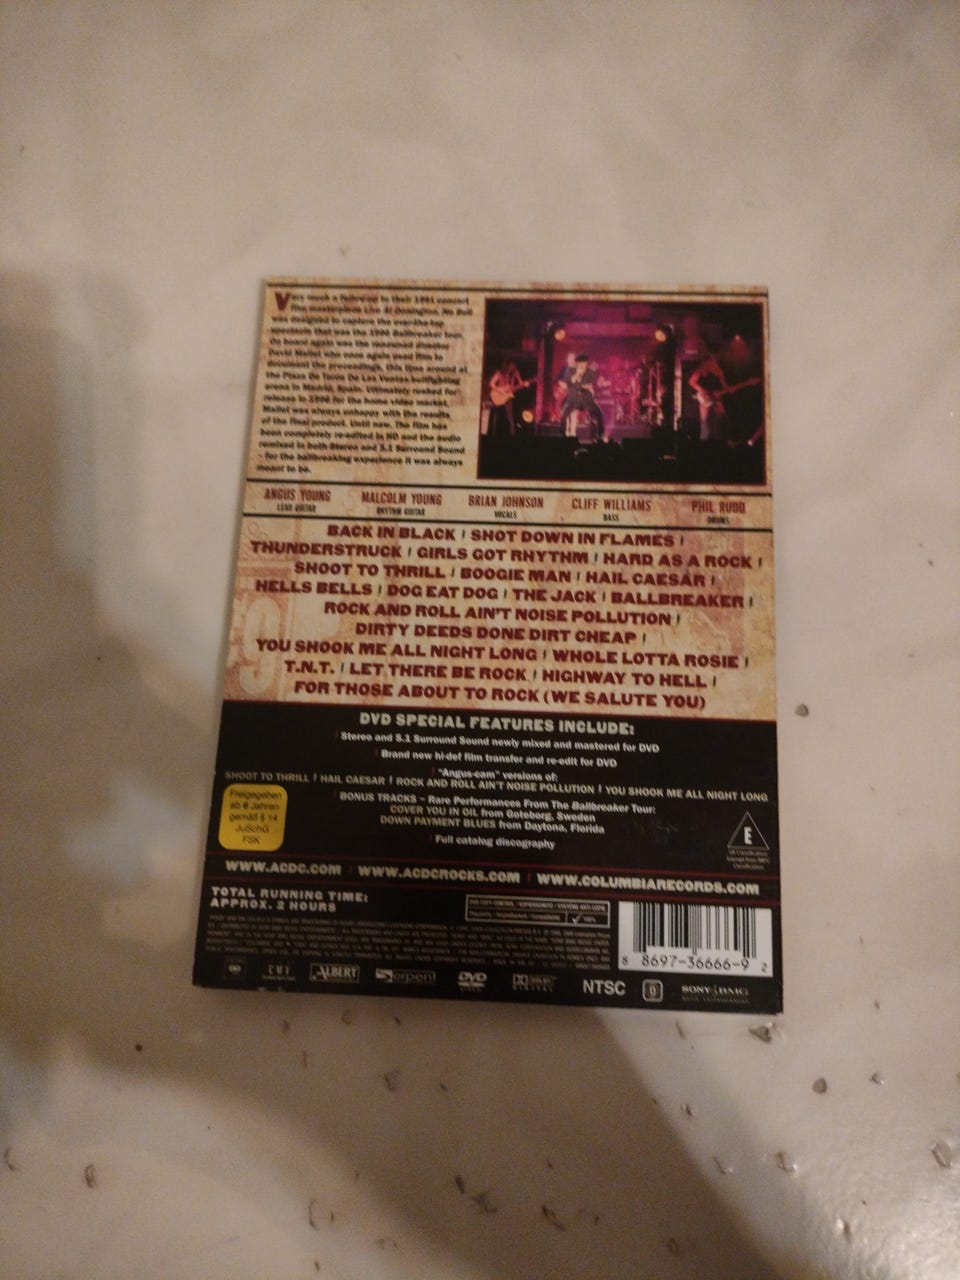 Very much a follow-up to their 1991 concert
film masterpiece Live At Donington, No Bull
was designed to capture the over-the-top
spectacle that was the 1996 Ballbreaker tour.
On board again was the renowned director
David Mallet who once again used film to
document the proceedings, this time around at
the Plaza De Toros De Las Ventas bullfighting
arena in Madrid, Spain. Ultimately rushed for
release in 1996 for the home video market,
Mallet was always unhappy with the results
of the final product. Until now. The film has
been completely re-edited in HD and the audio
remixed in both Stereo and 5.1 Surround Sound
- for the ballbreaking experience it was always
meant to be.
ANGUS YOUNG MALCOLM YOUNG BRIAN JOHNSON CLIFF WILLIAMS PHIL RUDD
LEAD GUITAR RHYTHM GUITAR VOCALS BASS DRUMS
BACK IN BLACK / SHOT DOWN IN FLAMES /
THUNDERSTRUCK / GIRLS GOT RHYTHM / HARD AS A ROCK /
SHOOT TO THRILL / BOOGIE MAN / HAIL CAESAR /
HELLS BELLS / DOG EAT DOG / THE JACK / BALLBREAKER /
ROCK AND ROLL AIN'T NOISE POLLUTION /
DIRTY DEEDS DONE DIRT CHEAP /
YOU SHOOK ME ALL NIGHT LONG / WHOLE LOTTA ROSIE /
T.N.T. / LET THERE BE ROCK / HIGHWAY TO HELL /
FOR THOSE ABOUT TO ROCK (WE SALUTE YOU)
DVD SPECIAL FEATURES INCLUDE:
Stereo and 5.1 Surround Sound newly mixed and mastered for DVD
Brand new hi-def film transfer and re-edit for DVD
"Angus-cam" versions of:
SHOOT TO THRILL / HAIL CAESAR / ROCK AND ROLL AIN'T NOISE POLLUTION / YOU SHOOK ME ALL NIGHT LONG
BONUS TRACKS – Rare Performances From The Ballbreaker Tour:
COVER YOU IN OIL from Goteborg, Sweden
DOWN PAYMENT BLUES from Daytona, Florida
Full catalog discography
Freigegeben
ab 6 Jahren
gemäß § 14
JuSchG
FSK
E
WWW.ACDC.COM WWW.ACDCROCKS.COM WWW.COLUMBIARECORDS.COM
TOTAL RUNNING TIME:
APPROX. 2 HOURS
8 8697-36666-9 2
EMI ALBERT Serpent DVD DOLBY DIGITAL NTSC 0 SONY BMG
MUSIC ENTERTAINMENT